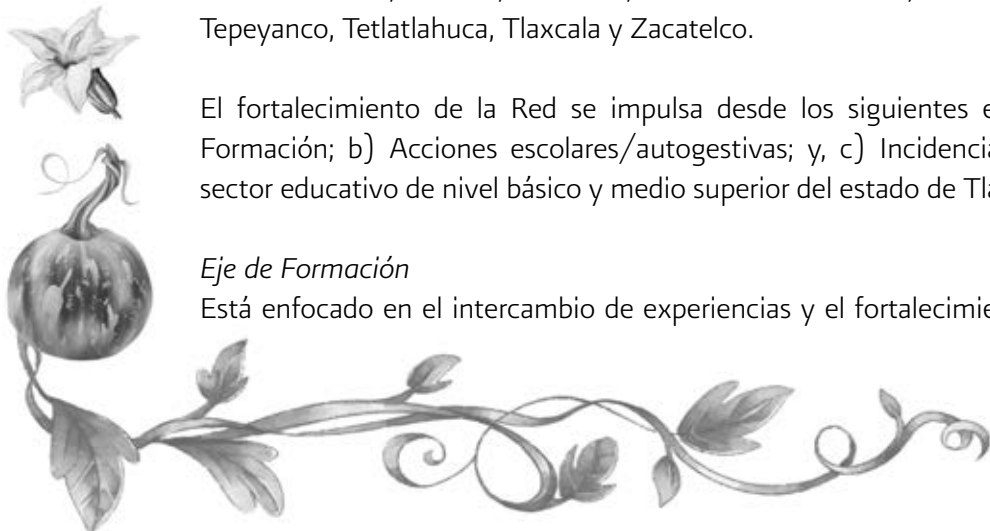 Tepeyanco, Tetlatlahuca, Tlaxcala y Zacatelco.
El fortalecimiento de la Red se impulsa desde los siguientes e
Formación; b) Acciones escolares/autogestivas; y, c) Incidencia
sector educativo de nivel básico y medio superior del estado de Tla
Eje de Formación
Está enfocado en el intercambio de experiencias y el fortalecimie